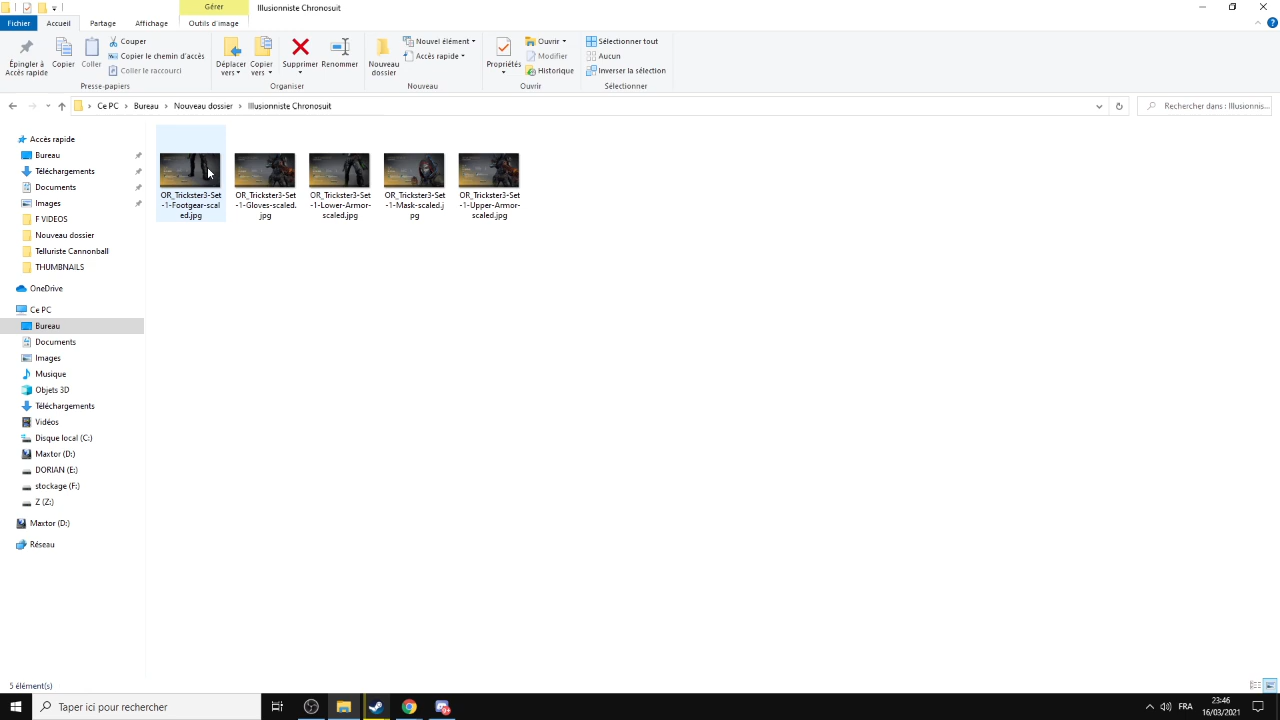 Gérer
Illusionniste Chronosuit
Fichier
Accueil
Partage
Affichage
Outils d'image
Épingler à
Accès rapide
Copier
Coller
Couper
Copier le chemin d'accès
Coller le raccourci
Presse-papiers
Déplacer
vers
Copier
vers
Supprimer
Renommer
Organiser
Nouveau
dossier
Nouvel élément
Accès rapide
Nouveau
Propriétés
Ouvrir
Modifier
Historique
Ouvrir
Sélectionner tout
Aucun
Inverser la sélection
Sélectionner
Ce PC > Bureau > Nouveau dossier > Illusionniste Chronosuit
Rechercher dans : Illusionnis...
Accès rapide
Bureau
Téléchargements
Documents
Images
F VIDEOS
Nouveau dossier
Telluriste Cannonball
THUMBNAILS
OneDrive
Ce PC
Bureau
Documents
Images
Musique
Objets 3D
Téléchargements
Vidéos
Disque local (C:)
Maxtor (D:)
DORIAN (E:)
stockage (F:)
Z (Z:)
Maxtor (D:)
Réseau
OR_Trickster3-Set
-1-Footgear-scal
ed.jpg
OR_Trickster3-Set
-1-Gloves-scaled.
jpg
OR_Trickster3-Set
-1-Lower-Armor-
scaled.jpg
OR_Trickster3-Set
-1-Mask-scaled.j
pg
OR_Trickster3-Set
-1-Upper-Armor-
scaled.jpg
5 élément(s)
Taper ici pour rechercher
FRA
23:46
16/03/2021